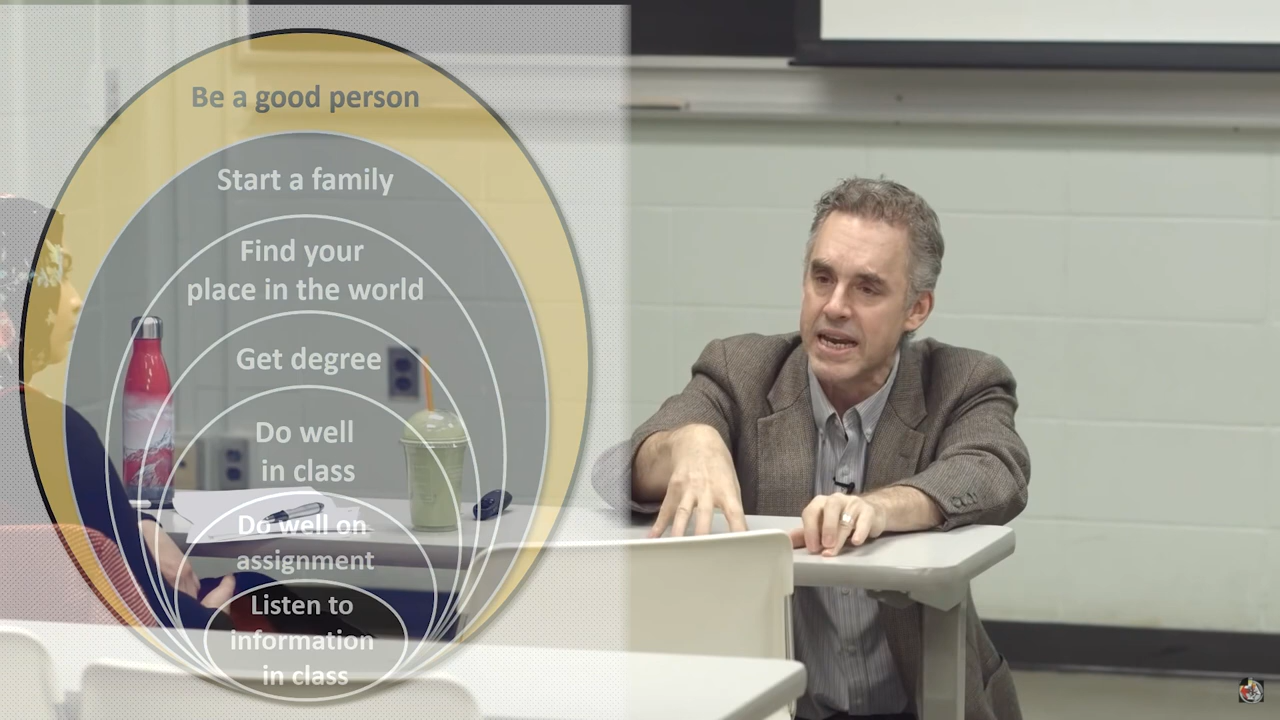 Be a good person
Start a family
Find your
place in the world
Get degree
Do well
in class
Do well on
assignment
Listen to
information
in class